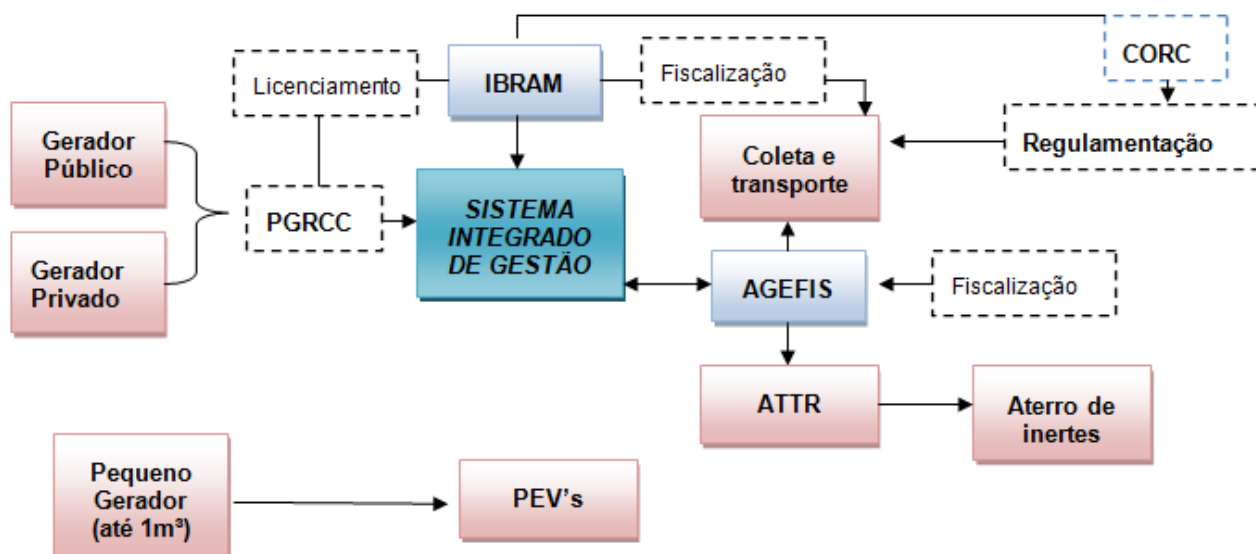 CORC
Licenciamento
IBRAM
Fiscalização
Gerador
Público
Coleta e
transporte
Regulamentação
PGRCC
SISTEMA
INTEGRADO
DE GESTÃO
Gerador
Privado
AGEFIS
Fiscalização
ATTR
Aterro de
inertes
Pequeno
Gerador
(até 1m³)
PEV’s